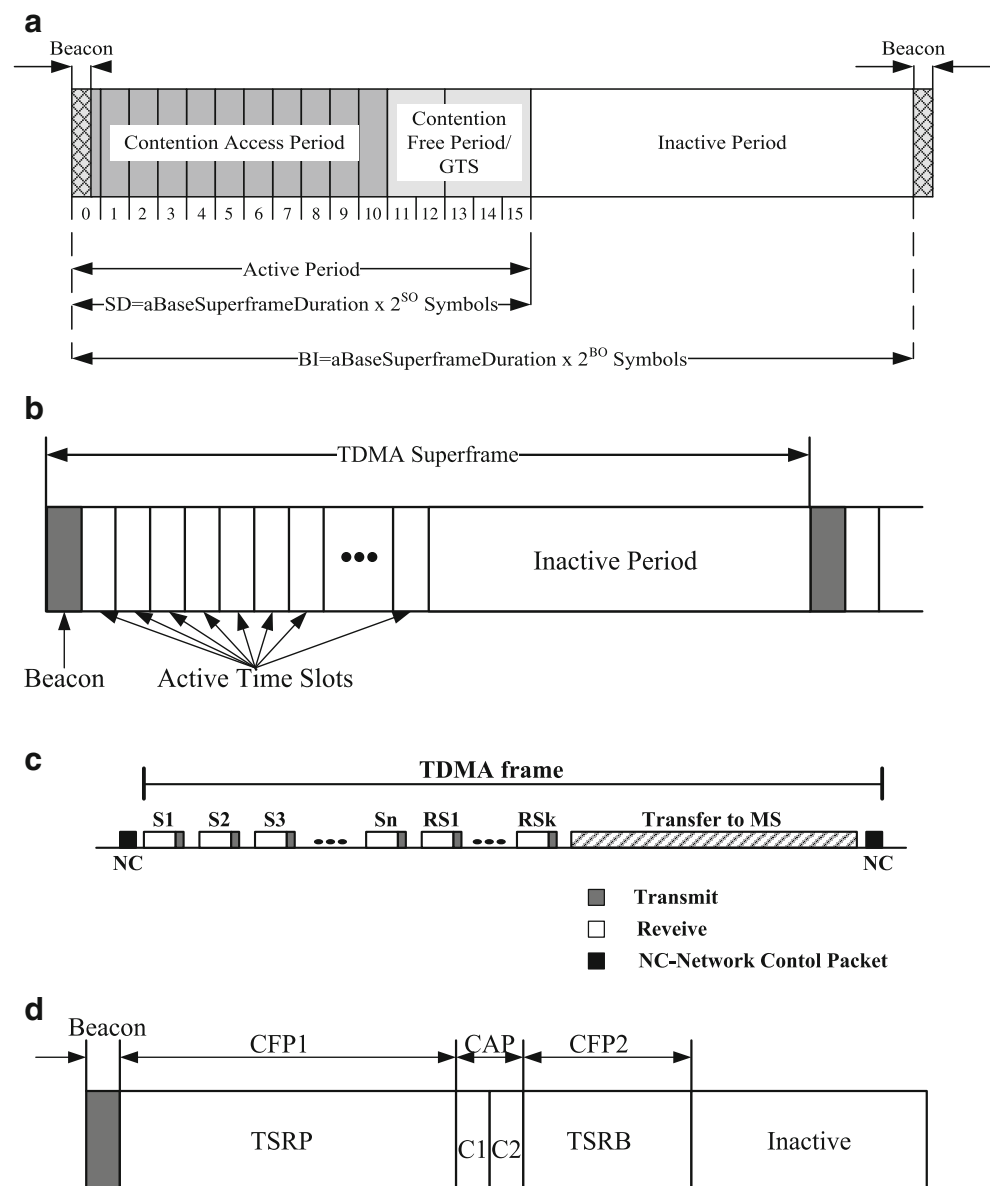 a
Beacon
Beacon
Contention Access Period
Contention
Free Period/
GTS
Inactive Period
0 1 2 3 4 5 6 7 8 9 10 11 12 13 14 15
Active Period
SD=aBaseSuperframeDuration x 2^SO Symbols
BI=aBaseSuperframeDuration x 2^BO Symbols
b
TDMA Superframe
Inactive Period
Beacon
Active Time Slots
c
TDMA frame
S1 S2 S3 Sn RS1 RSk Transfer to MS
NC NC
Transmit
Reveive
NC-Network Contol Packet
d
Beacon
CFP1 CAP CFP2
TSRP C1 C2 TSRB Inactive